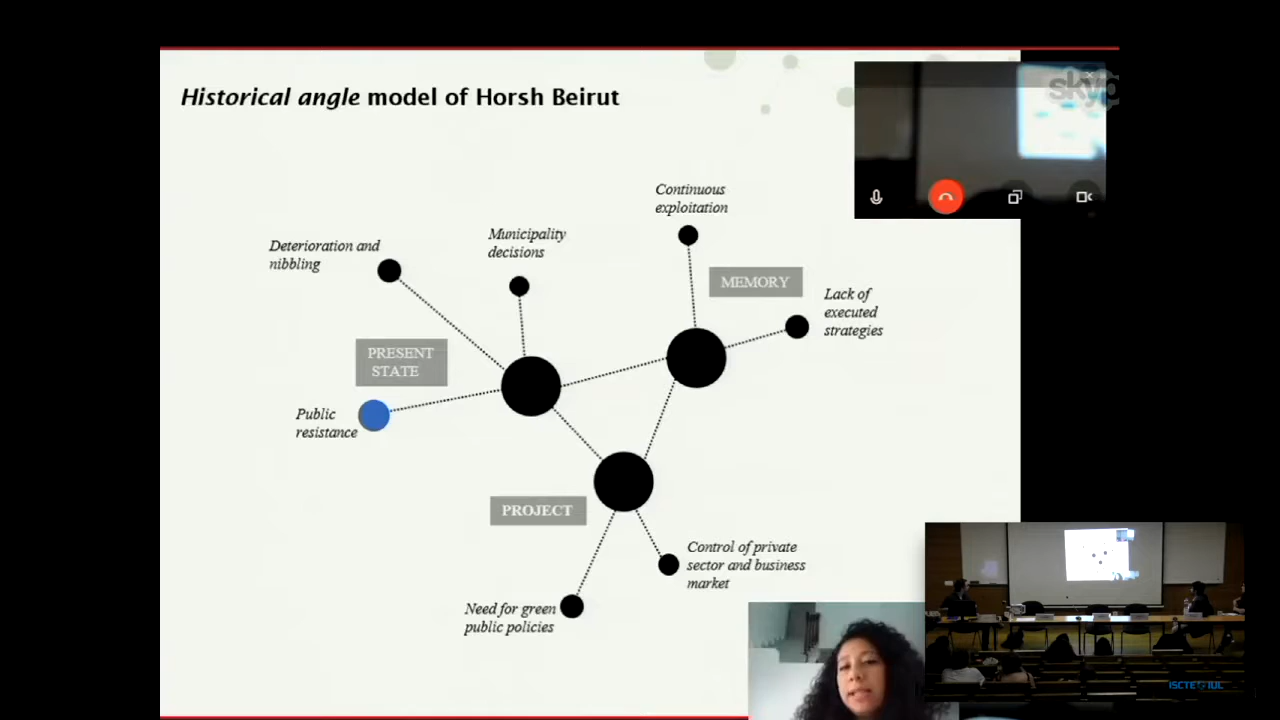 Historical angle model of Horsh Beirut
skyp
Continuous
exploitation
Municipality
decisions
Deterioration and
nibbling
MEMORY
Lack of
executed
strategies
PRESENT
STATE
Public
resistance
PROJECT
Control of private
sector and business
market
Need for green
public policies
ISCTE IUL